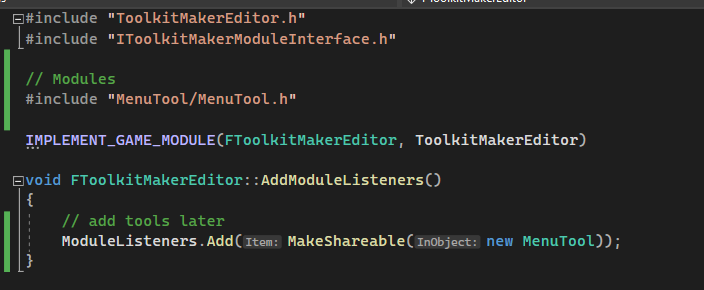 #include "ToolkitMakerEditor.h"
#include "IToolkitMakerModuleInterface.h"
// Modules
#include "MenuTool/MenuTool.h"
IMPLEMENT_GAME_MODULE(FToolkitMakerEditor, ToolkitMakerEditor)
void FToolkitMakerEditor::AddModuleListeners()
{
// add tools later
ModuleListeners.Add(Item: MakeShareable(InObject: new MenuTool));
}